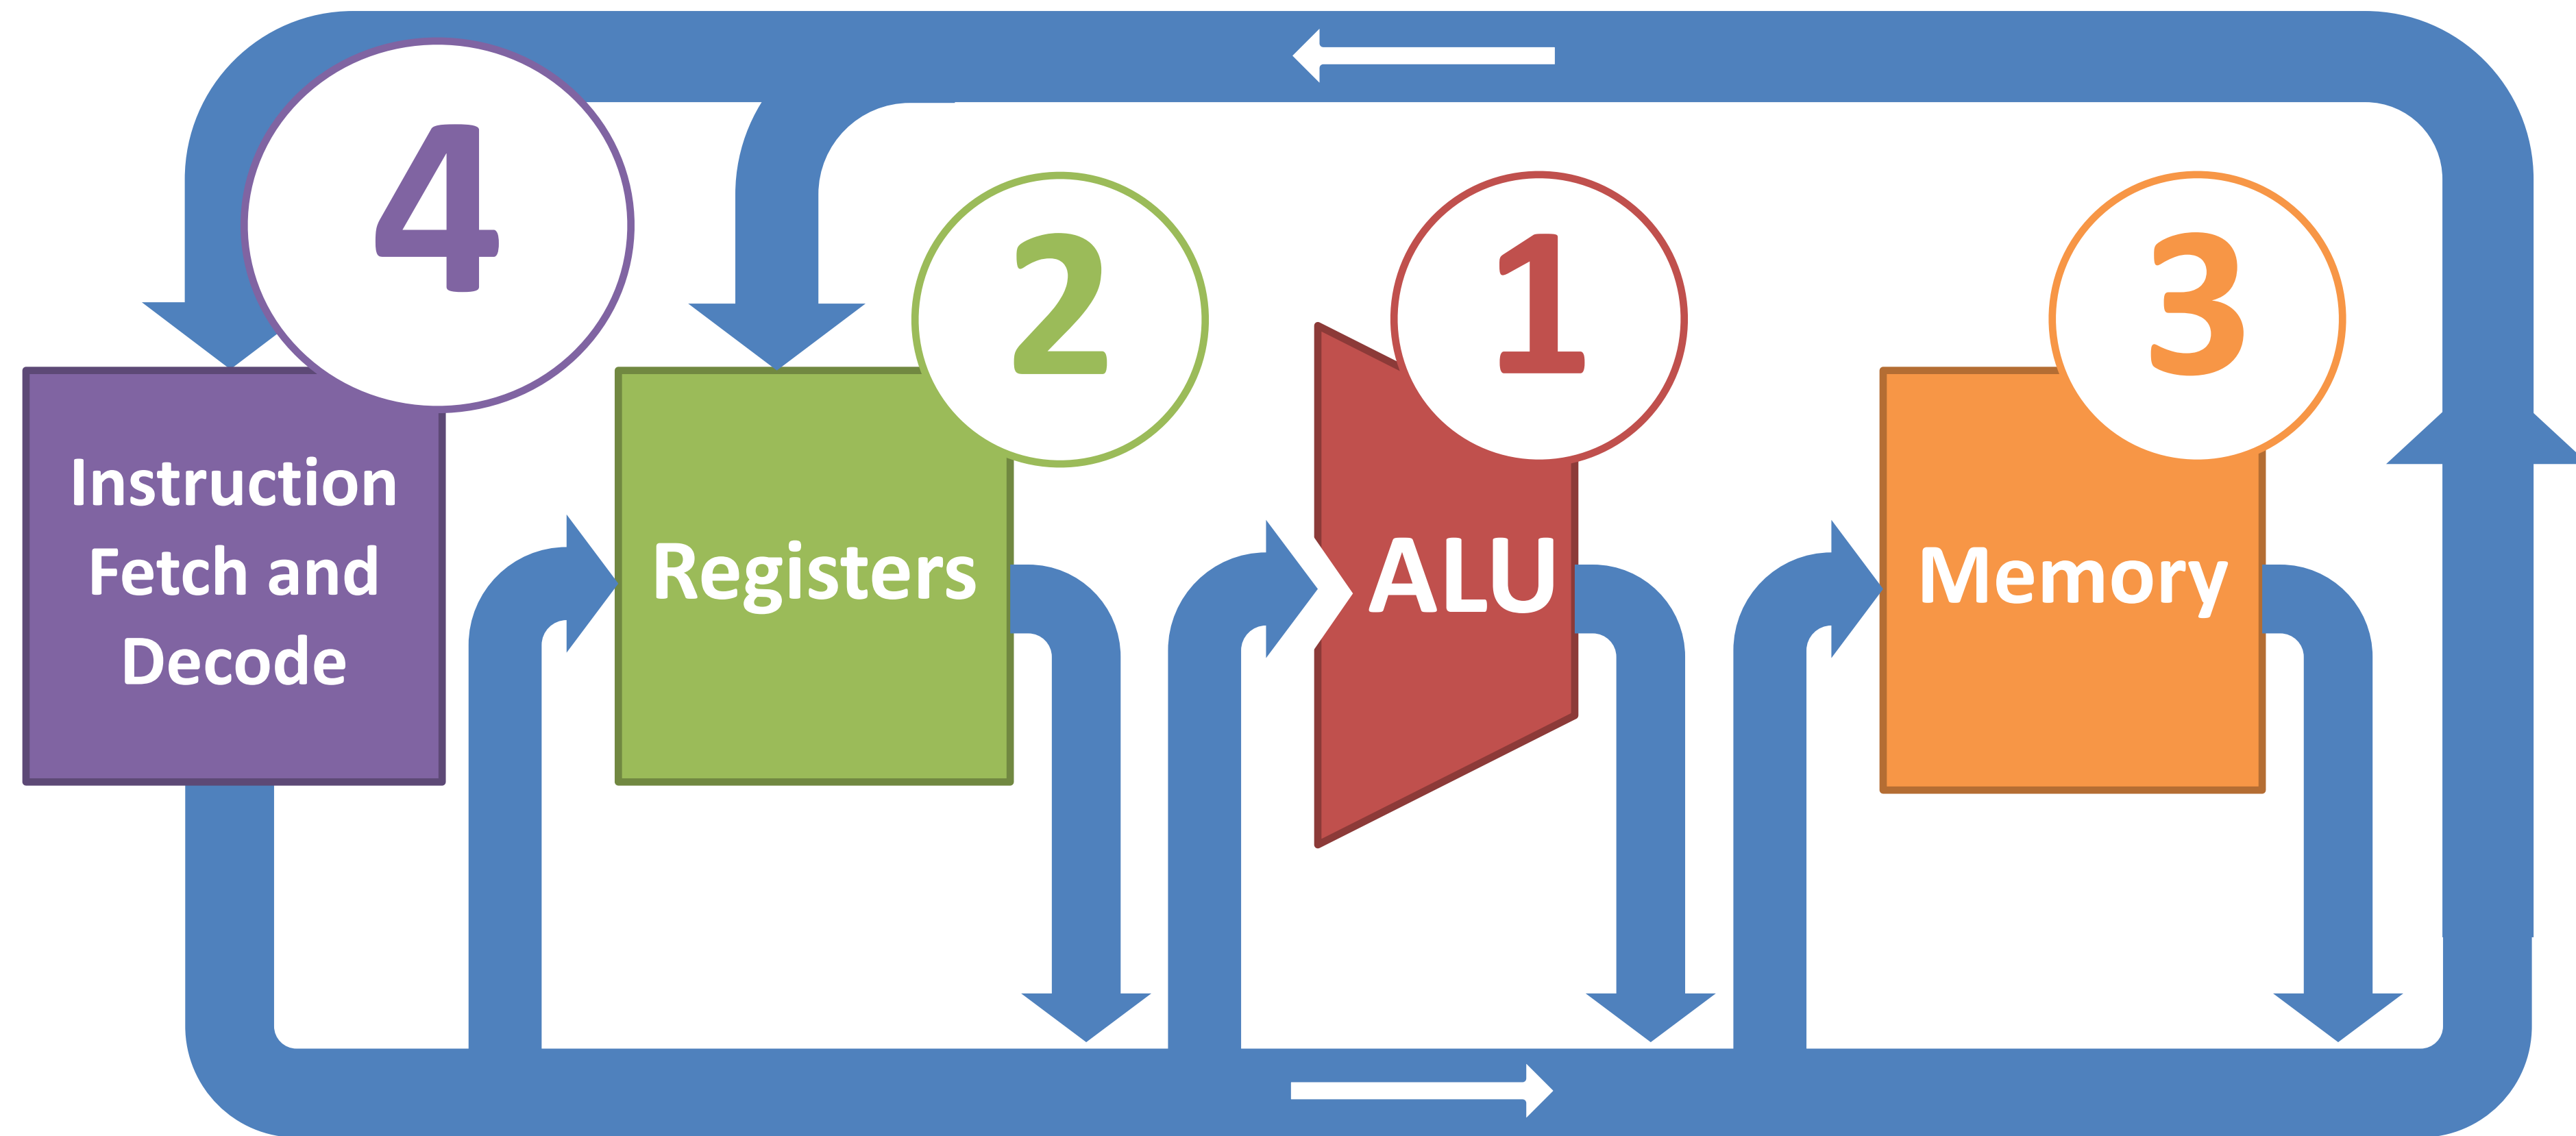 4
2
1
3
Instruction
Fetch and
Decode
Registers
ALU
Memory